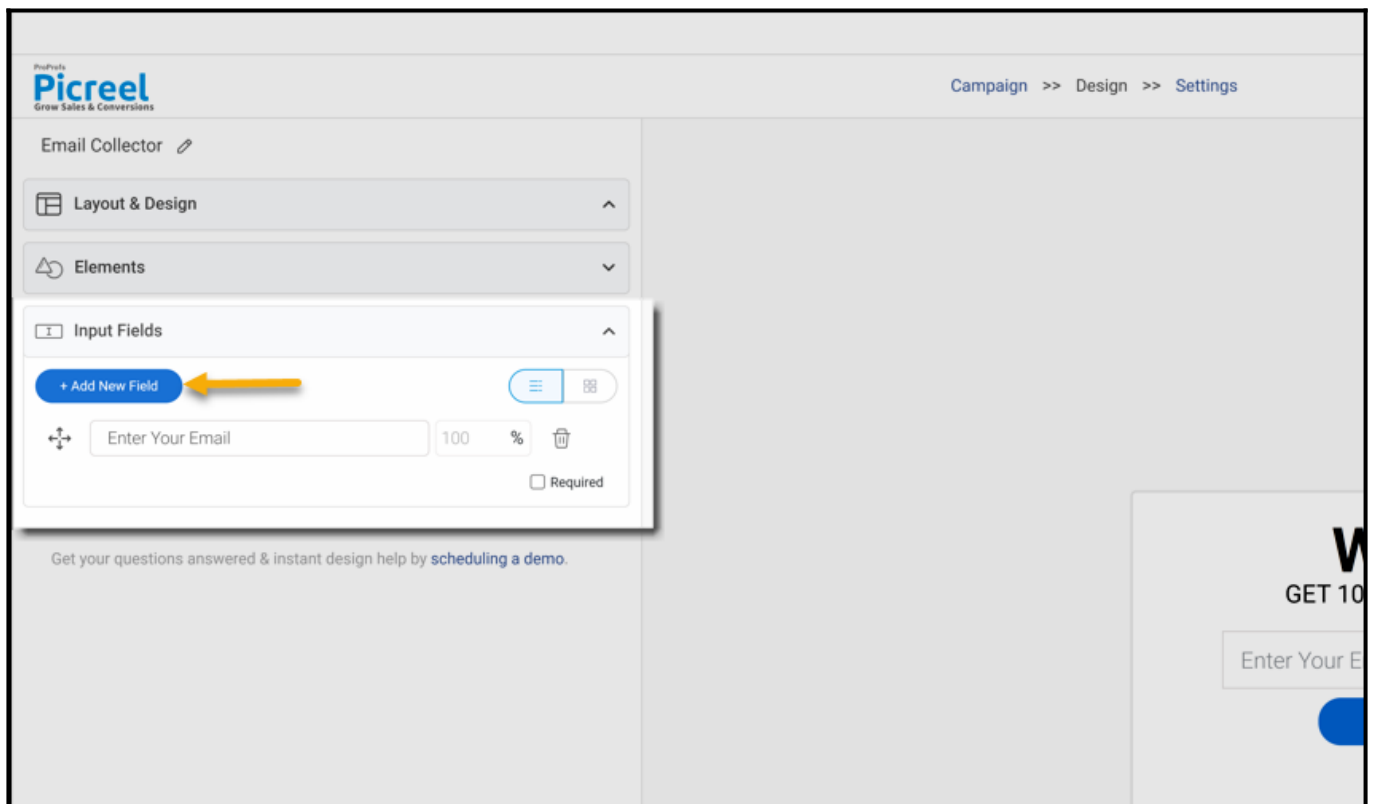 ProProfs
Picreel
Grow Sales & Conversions
Campaign >> Design >> Settings
Email Collector
Layout & Design
Elements
Input Fields
+ Add New Field
Enter Your Email 100 %
Required
Get your questions answered & instant design help by scheduling a demo.
W
GET 10
Enter Your E